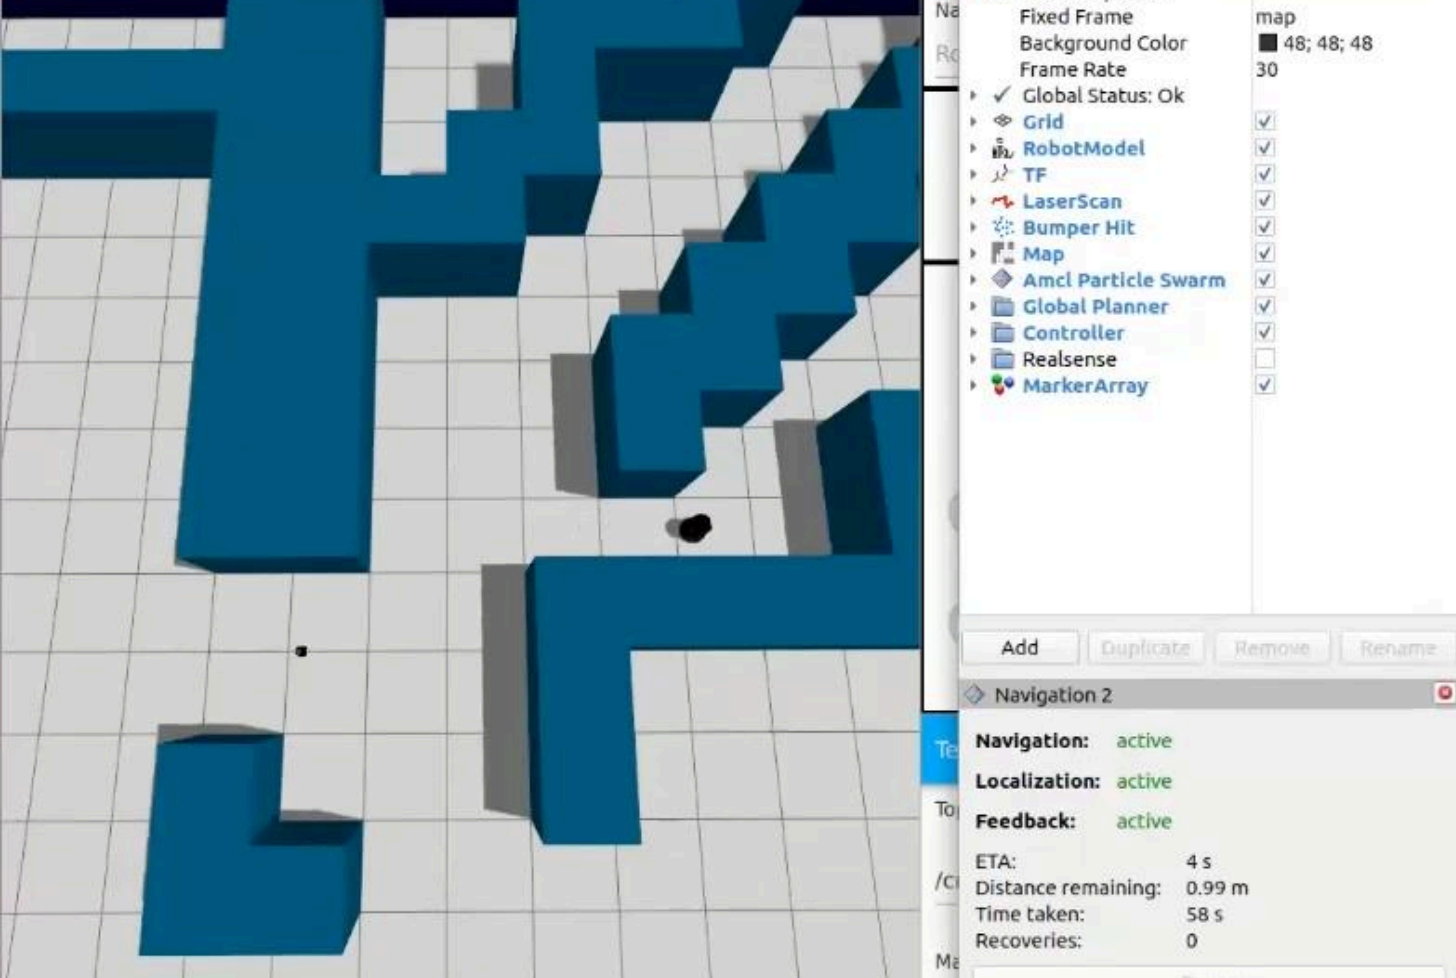 Na
Fixed Frame map
Background Color 48; 48; 48
Frame Rate 30
Global Status: Ok
Grid
RobotModel
TF
LaserScan
Bumper Hit
Map
Amcl Particle Swarm
Global Planner
Controller
Realsense
MarkerArray
Add Duplicate Remove Rename
Navigation 2
Te
Navigation: active
Localization: active
Feedback: active
ETA: 4 s
Distance remaining: 0.99 m
Time taken: 58 s
Recoveries: 0